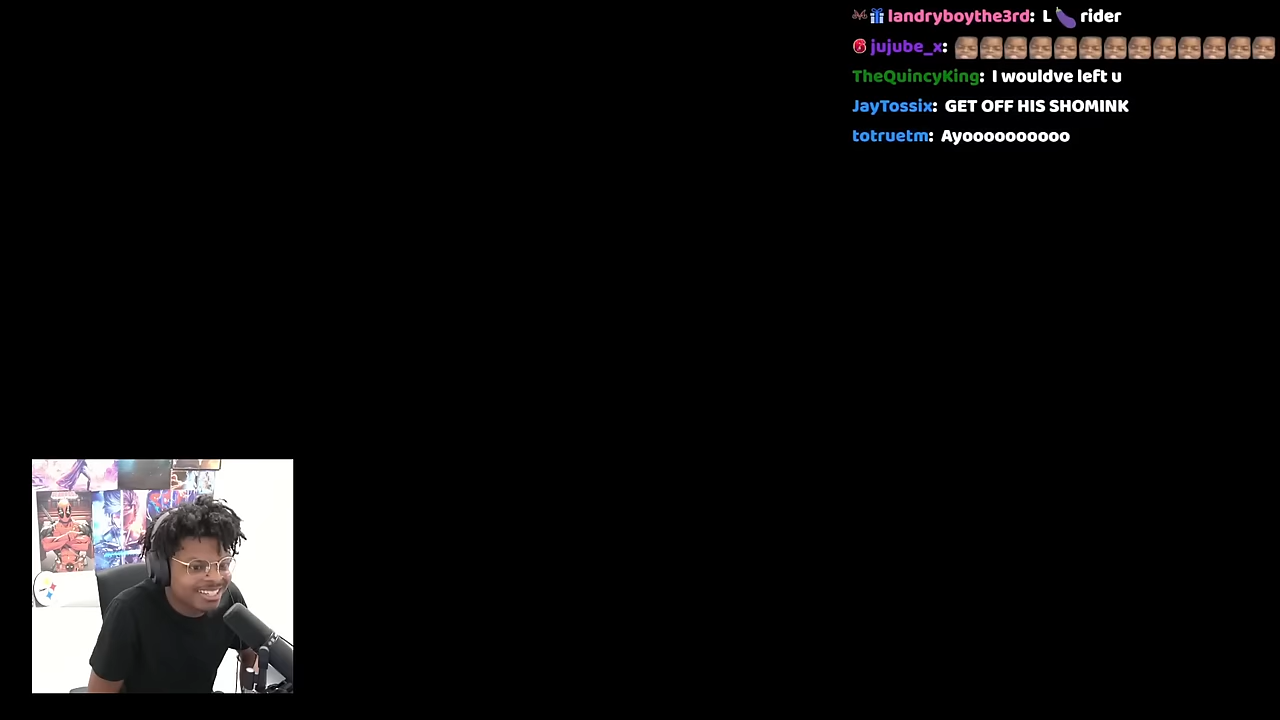 landryboythe3rd: L 🍆 rider
jujube_x:
TheQuincyKing: I wouldve left u
JayTossix: GET OFF HIS SHOMINK
totruetm: Ayoooooooooo